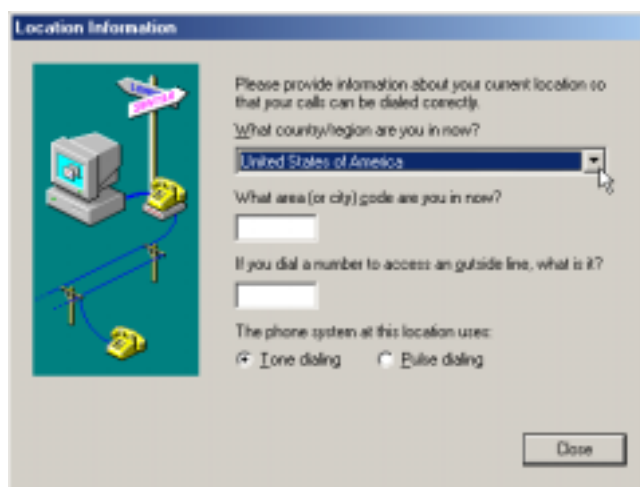 Location Information
Please provide information about your current location so
that your calls can be dialed correctly.
What country/region are you in now?
United States of America
What area (or city) code are you in now?
If you dial a number to access an outside line, what is it?
The phone system at this location uses:
Tone dialing
Pulse dialing
Close